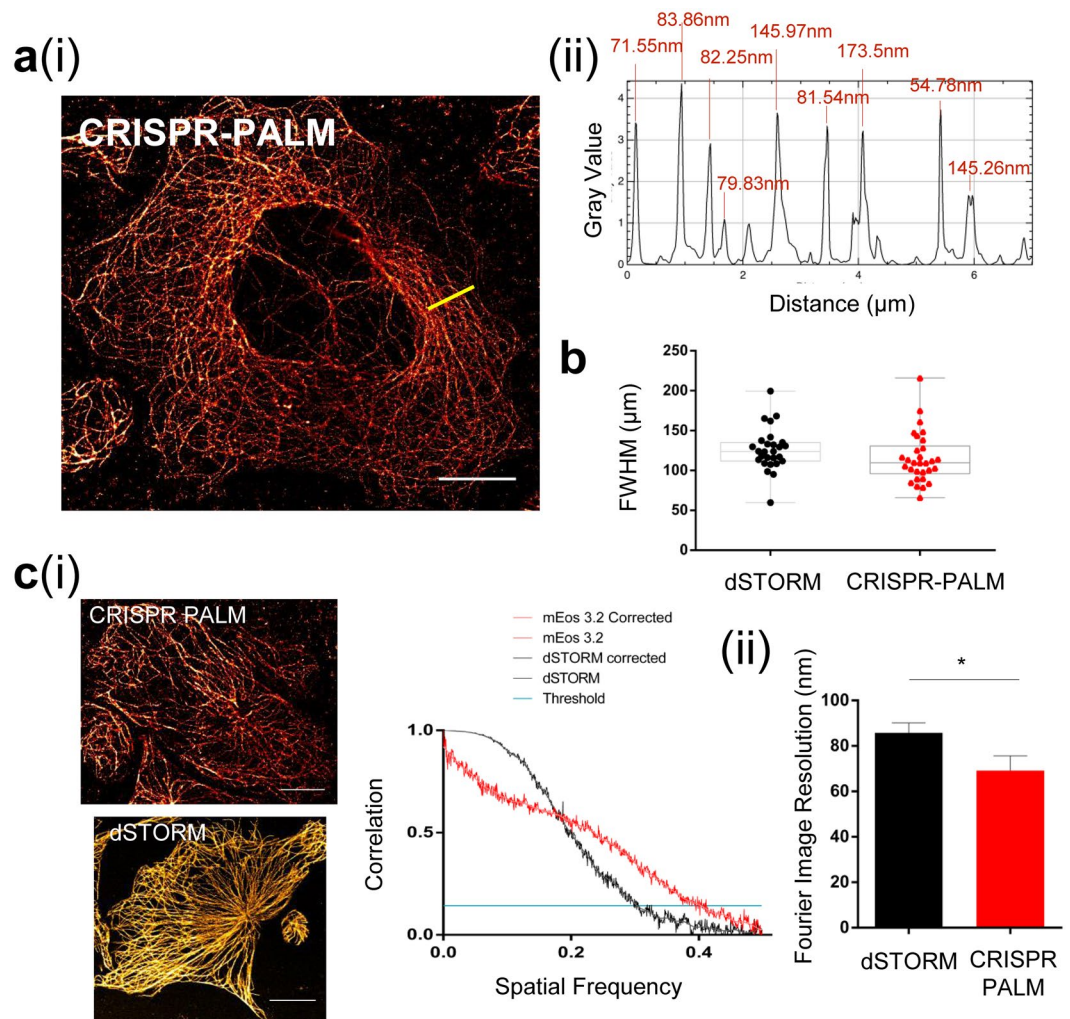 a(i)
CRISPR-PALM
(ii)
71.55nm
83.86nm
82.25nm
79.83nm
145.97nm
81.54nm
173.5nm
54.78nm
145.26nm
Gray Value
4
3
2
1
0
0 2 4 6
Distance (µm)
b
FWHM (µm)
250
200
150
100
50
0
dSTORM CRISPR-PALM
c(i)
CRISPR PALM
dSTORM
mEos 3.2 Corrected
mEos 3.2
dSTORM corrected
dSTORM
Threshold
Correlation
1.0
0.5
0.0
0.0 0.2 0.4
Spatial Frequency
(ii)
*
Fourier Image Resolution (nm)
100
80
60
40
20
0
dSTORM CRISPR
PALM